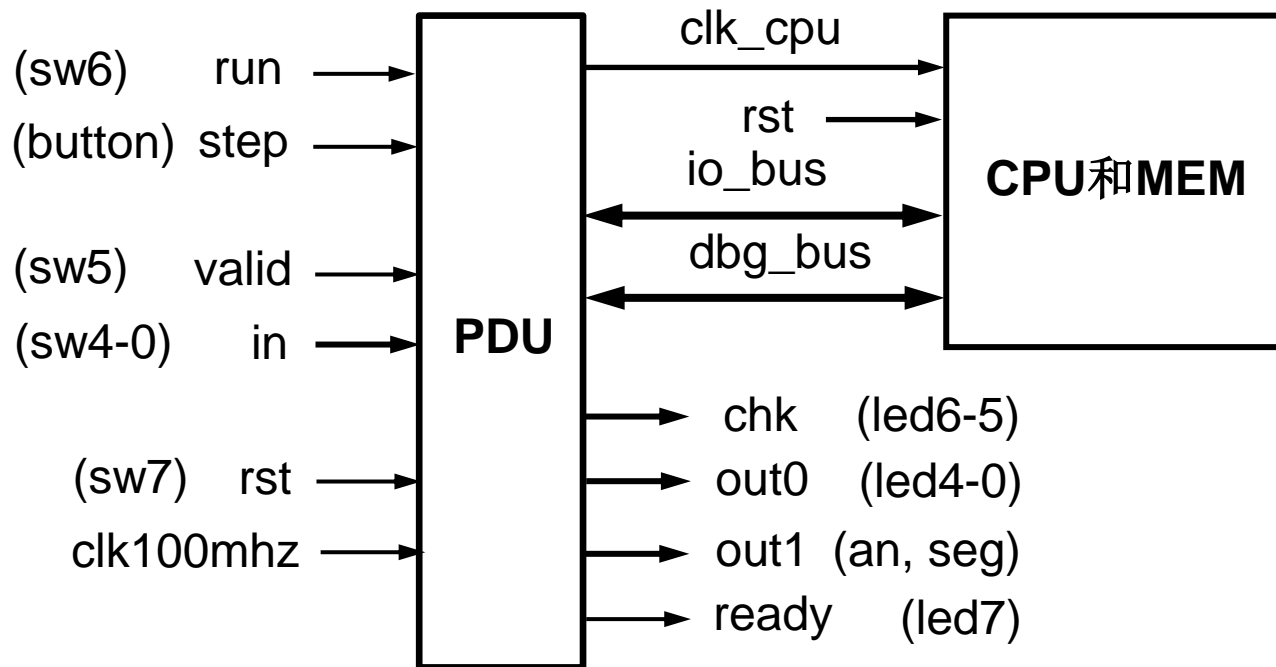 clk_cpu
(sw6) run
rst
(button) step
io_bus
CPU和MEM
dbg_bus
(sw5) valid
(sw4-0) in
PDU
chk (led6-5)
(sw7) rst
out0 (led4-0)
clk100mhz
out1 (an, seg)
ready (led7)